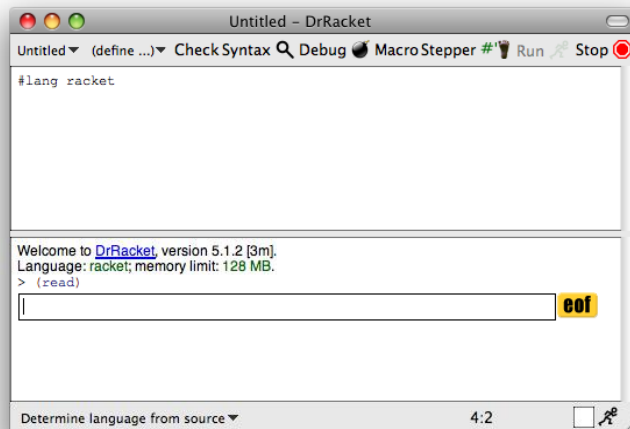 Untitled - DrRacket
Untitled (define ...) Check Syntax Debug Macro Stepper #' Run Stop
#lang racket
Welcome to DrRacket, version 5.1.2 [3m].
Language: racket; memory limit: 128 MB.
> (read)
eof
Determine language from source 4:2